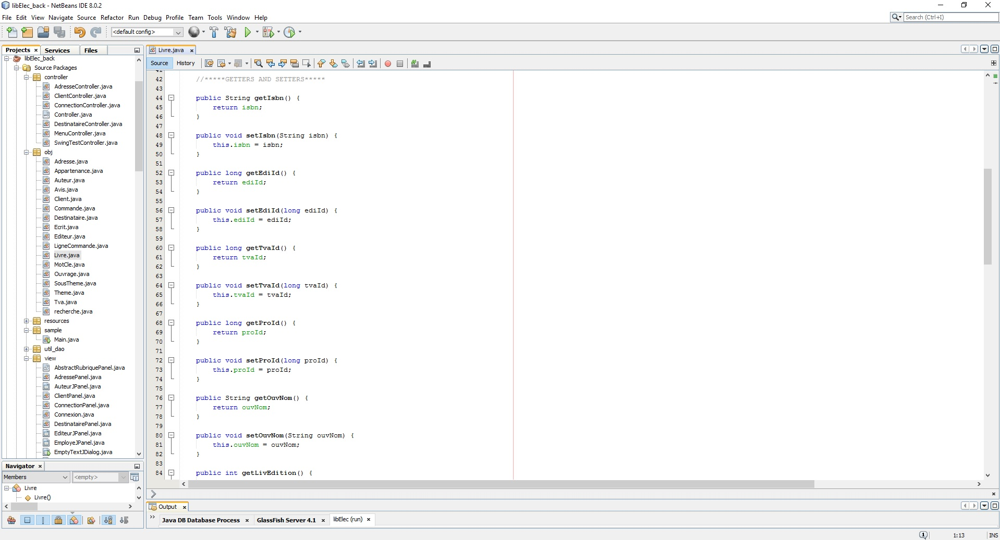 libElec_back - NetBeans IDE 8.0.2
File Edit View Navigate Source Refactor Run Debug Profile Team Tools Window Help
Search (Ctrl+I)
<default config>
Projects Services Files
libElec_back
Source Packages
controller
AdresseController.java
ClientController.java
ConnectionController.java
Controller.java
DestinataireController.java
MenuController.java
SwingTestController.java
obj
Adresse.java
Appartenance.java
Auteur.java
Avis.java
Client.java
Commande.java
Destinataire.java
Ecrit.java
Editeur.java
LigneCommande.java
Livre.java
MotCle.java
Ouvrage.java
SousTheme.java
Theme.java
Tva.java
recherche.java
resources
sample
Main.java
util_dao
view
AbstractRubriquePanel.java
AdressePanel.java
AuteurJPanel.java
ClientPanel.java
ConnectionPanel.java
Connexion.java
DestinatairePanel.java
EditeurJPanel.java
EmployeJPanel.java
EmptyTextJDialog.java
Navigator
Members <empty>
Livre
Livre()
Livre.java
Source History
41
42 //*****GETTERS AND SETTERS*****
43
44 public String getIsbn() {
45 return isbn;
46 }
47
48 public void setIsbn(String isbn) {
49 this.isbn = isbn;
50 }
51
52 public long getEdiId() {
53 return ediId;
54 }
55
56 public void setEdiId(long ediId) {
57 this.ediId = ediId;
58 }
59
60 public long getTvaId() {
61 return tvaId;
62 }
63
64 public void setTvaId(long tvaId) {
65 this.tvaId = tvaId;
66 }
67
68 public long getProId() {
69 return proId;
70 }
71
72 public void setProId(long proId) {
73 this.proId = proId;
74 }
75
76 public String getOuvNom() {
77 return ouvNom;
78 }
79
80 public void setOuvNom(String ouvNom) {
81 this.ouvNom = ouvNom;
82 }
83
84 public int getLivEdition() {
Output
Java DB Database Process GlassFish Server 4.1 libElec (run)
1 1:13 INS